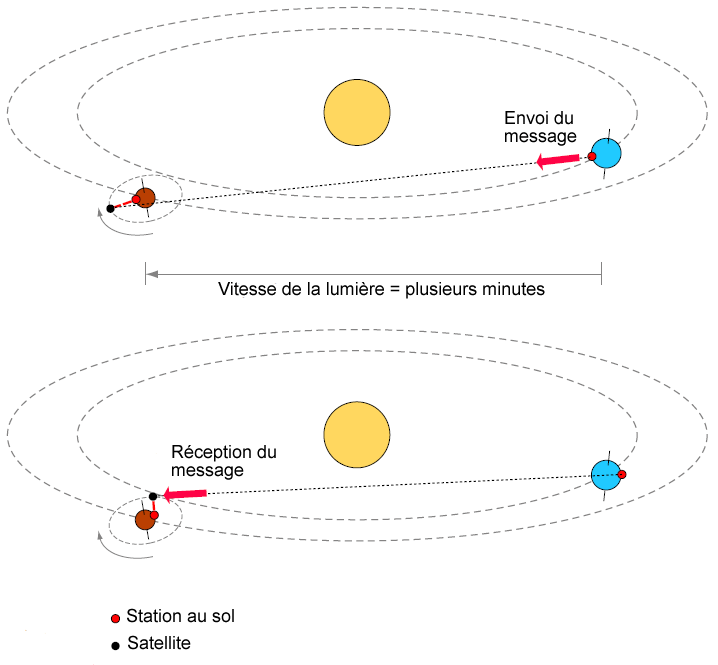 Envoi du
message
Vitesse de la lumière = plusieurs minutes
Réception du
message
Station au sol
Satellite